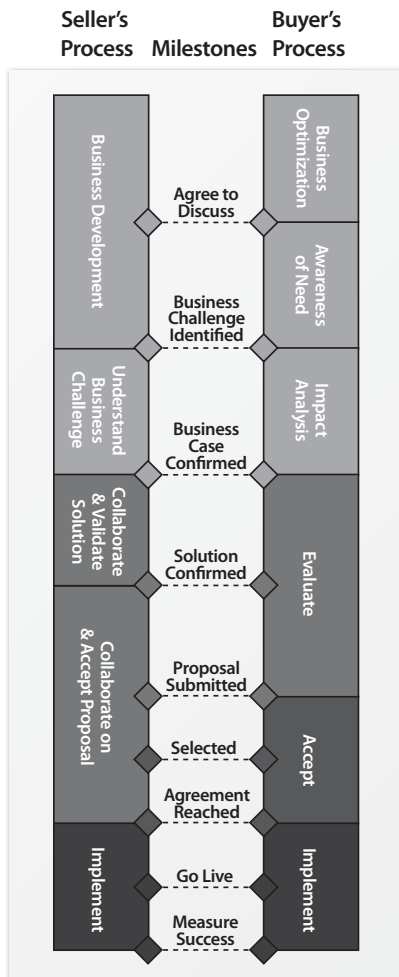 Seller's
Process
Milestones
Buyer's
Process
Business Development
Understand
Business
Challenge
Collaborate
& Validate
Solution
Collaborate on
& Accept Proposal
Implement
Agree to
Discuss
Business
Challenge
Identified
Business
Case
Confirmed
Solution
Confirmed
Proposal
Submitted
Selected
Agreement
Reached
Go Live
Measure
Success
Business
Optimization
Awareness
of Need
Impact
Analysis
Evaluate
Accept
Implement